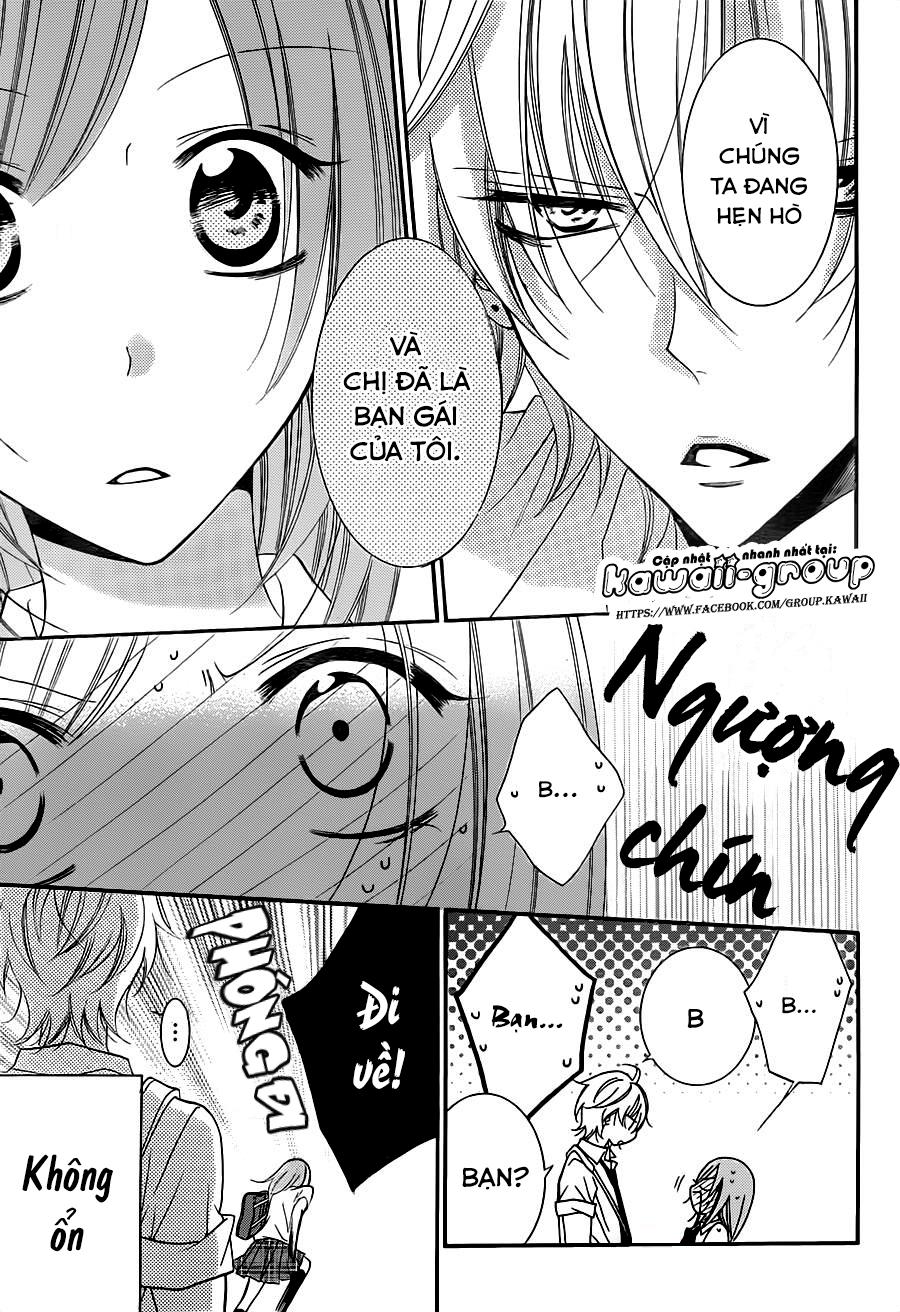 VÌ
CHÚNG
TA ĐANG
HẸN HÒ
VÀ
CHỊ ĐÃ LÀ
BẠN GÁI
CỦA TÔI.
Cập nhật nhanh nhất tại:
kawaii-group
HTTPS://WWW.FACEBOOK.COM/GROUP.KAWAII
B...
Ngượng
chín
B...
B
Bạn...
BẠN?
Đi
về!
PHÓNG ĐI
...
Không
ổn